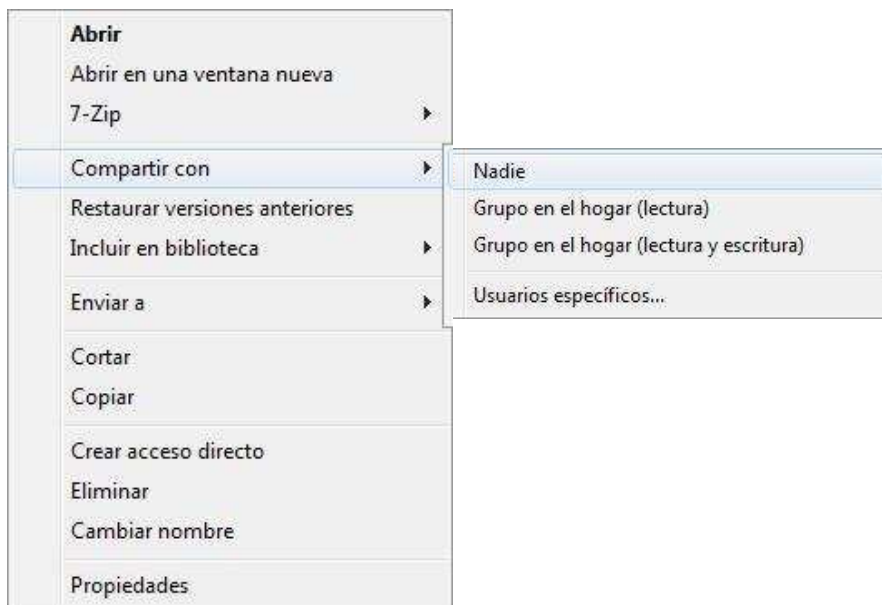 Abrir
Abrir en una ventana nueva
7-Zip
Compartir con
Restaurar versiones anteriores
Incluir en biblioteca
Enviar a
Cortar
Copiar
Crear acceso directo
Eliminar
Cambiar nombre
Propiedades
Nadie
Grupo en el hogar (lectura)
Grupo en el hogar (lectura y escritura)
Usuarios específicos...